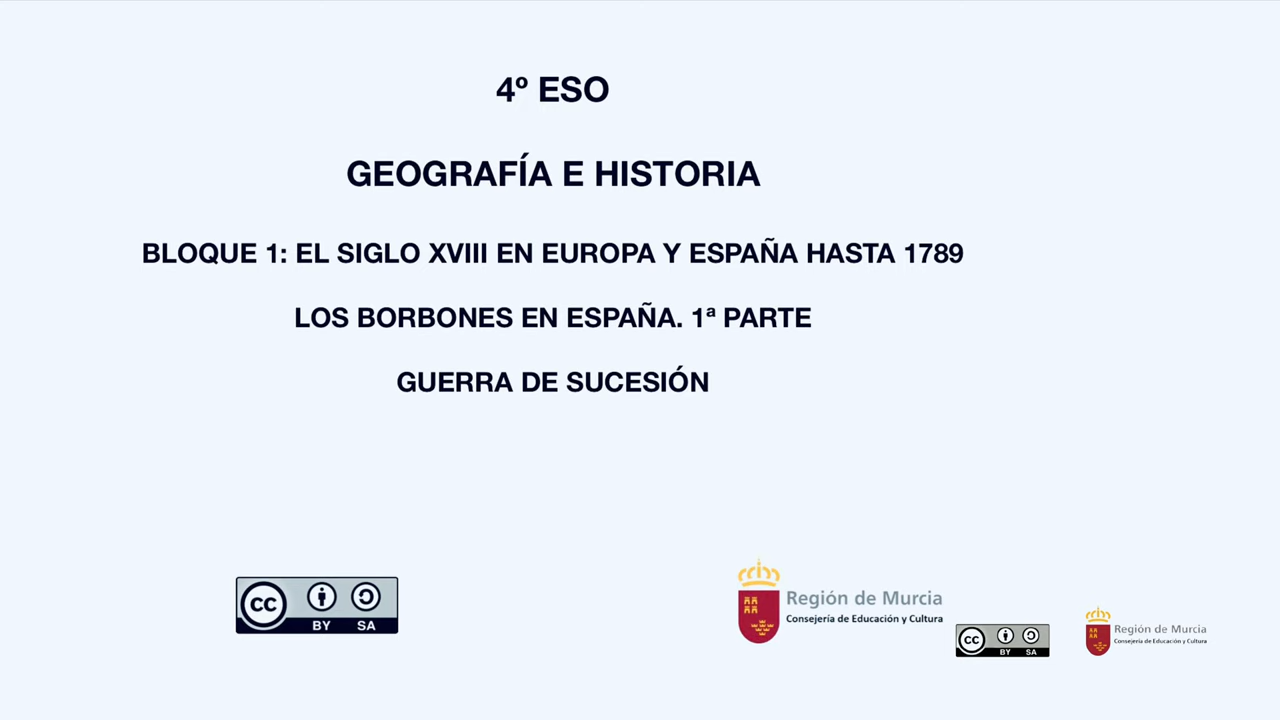 4º ESO
GEOGRAFÍA E HISTORIA
BLOQUE 1: EL SIGLO XVIII EN EUROPA Y ESPAÑA HASTA 1789
LOS BORBONES EN ESPAÑA. 1ª PARTE
GUERRA DE SUCESIÓN
cc BY SA
Región de Murcia
Consejería de Educación y Cultura
cc BY SA
Región de Murcia
Consejería de Educación y Cultura